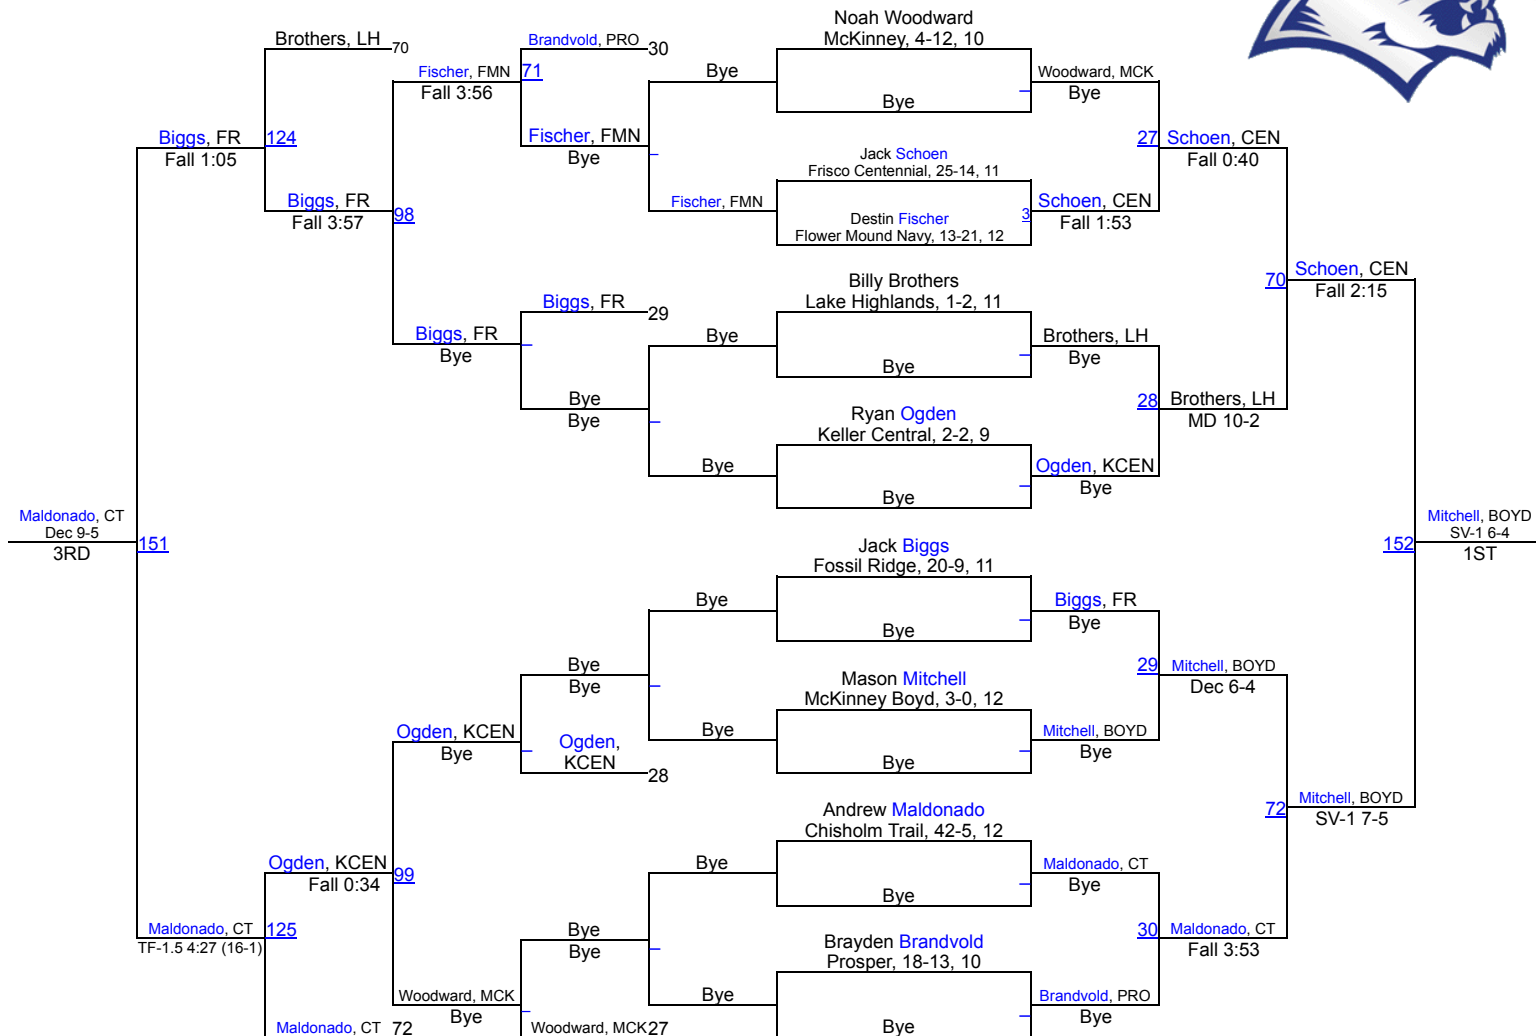 Noah Woodward
McKinney, 4-12, 10
Brothers, LH
70
Brandvold, PRO
30
Fischer, FMN
71
Fall 3:56
Bye
Woodward, MCK
Bye
Bye
Biggs, FR
124
Fall 1:05
Fischer, FMN
Bye
27
Schoen, CEN
Fall 0:40
Jack Schoen
Frisco Centennial, 25-14, 11
Biggs, FR
Fall 3:57
98
Fischer, FMN
Destin Fischer
Flower Mound Navy, 13-21, 12
3
Schoen, CEN
Fall 1:53
Billy Brothers
Lake Highlands, 1-2, 11
70
Schoen, CEN
Fall 2:15
Biggs, FR
29
Biggs, FR
Bye
Bye
Bye
Brothers, LH
Bye
Bye
Bye
28
Brothers, LH
MD 10-2
Ryan Ogden
Keller Central, 2-2, 9
Bye
Bye
Ogden, KCEN
Bye
Maldonado, CT
Dec 9-5
3RD
151
152
Mitchell, BOYD
SV-1 6-4
1ST
Jack Biggs
Fossil Ridge, 20-9, 11
Bye
Bye
Biggs, FR
Bye
Bye
Bye
29
Mitchell, BOYD
Dec 6-4
Mason Mitchell
McKinney Boyd, 3-0, 12
Ogden, KCEN
Bye
Ogden,
KCEN
28
Bye
Bye
Mitchell, BOYD
Bye
Andrew Maldonado
Chisholm Trail, 42-5, 12
72
Mitchell, BOYD
SV-1 7-5
Ogden, KCEN
Fall 0:34
99
Bye
Bye
Maldonado, CT
Bye
Maldonado, CT
TF-1.5 4:27 (16-1)
125
Bye
Bye
30
Maldonado, CT
Fall 3:53
Brayden Brandvold
Prosper, 18-13, 10
Woodward, MCK
Bye
Bye
Brandvold, PRO
Bye
Maldonado, CT
72
Woodward, MCK
27
Bye